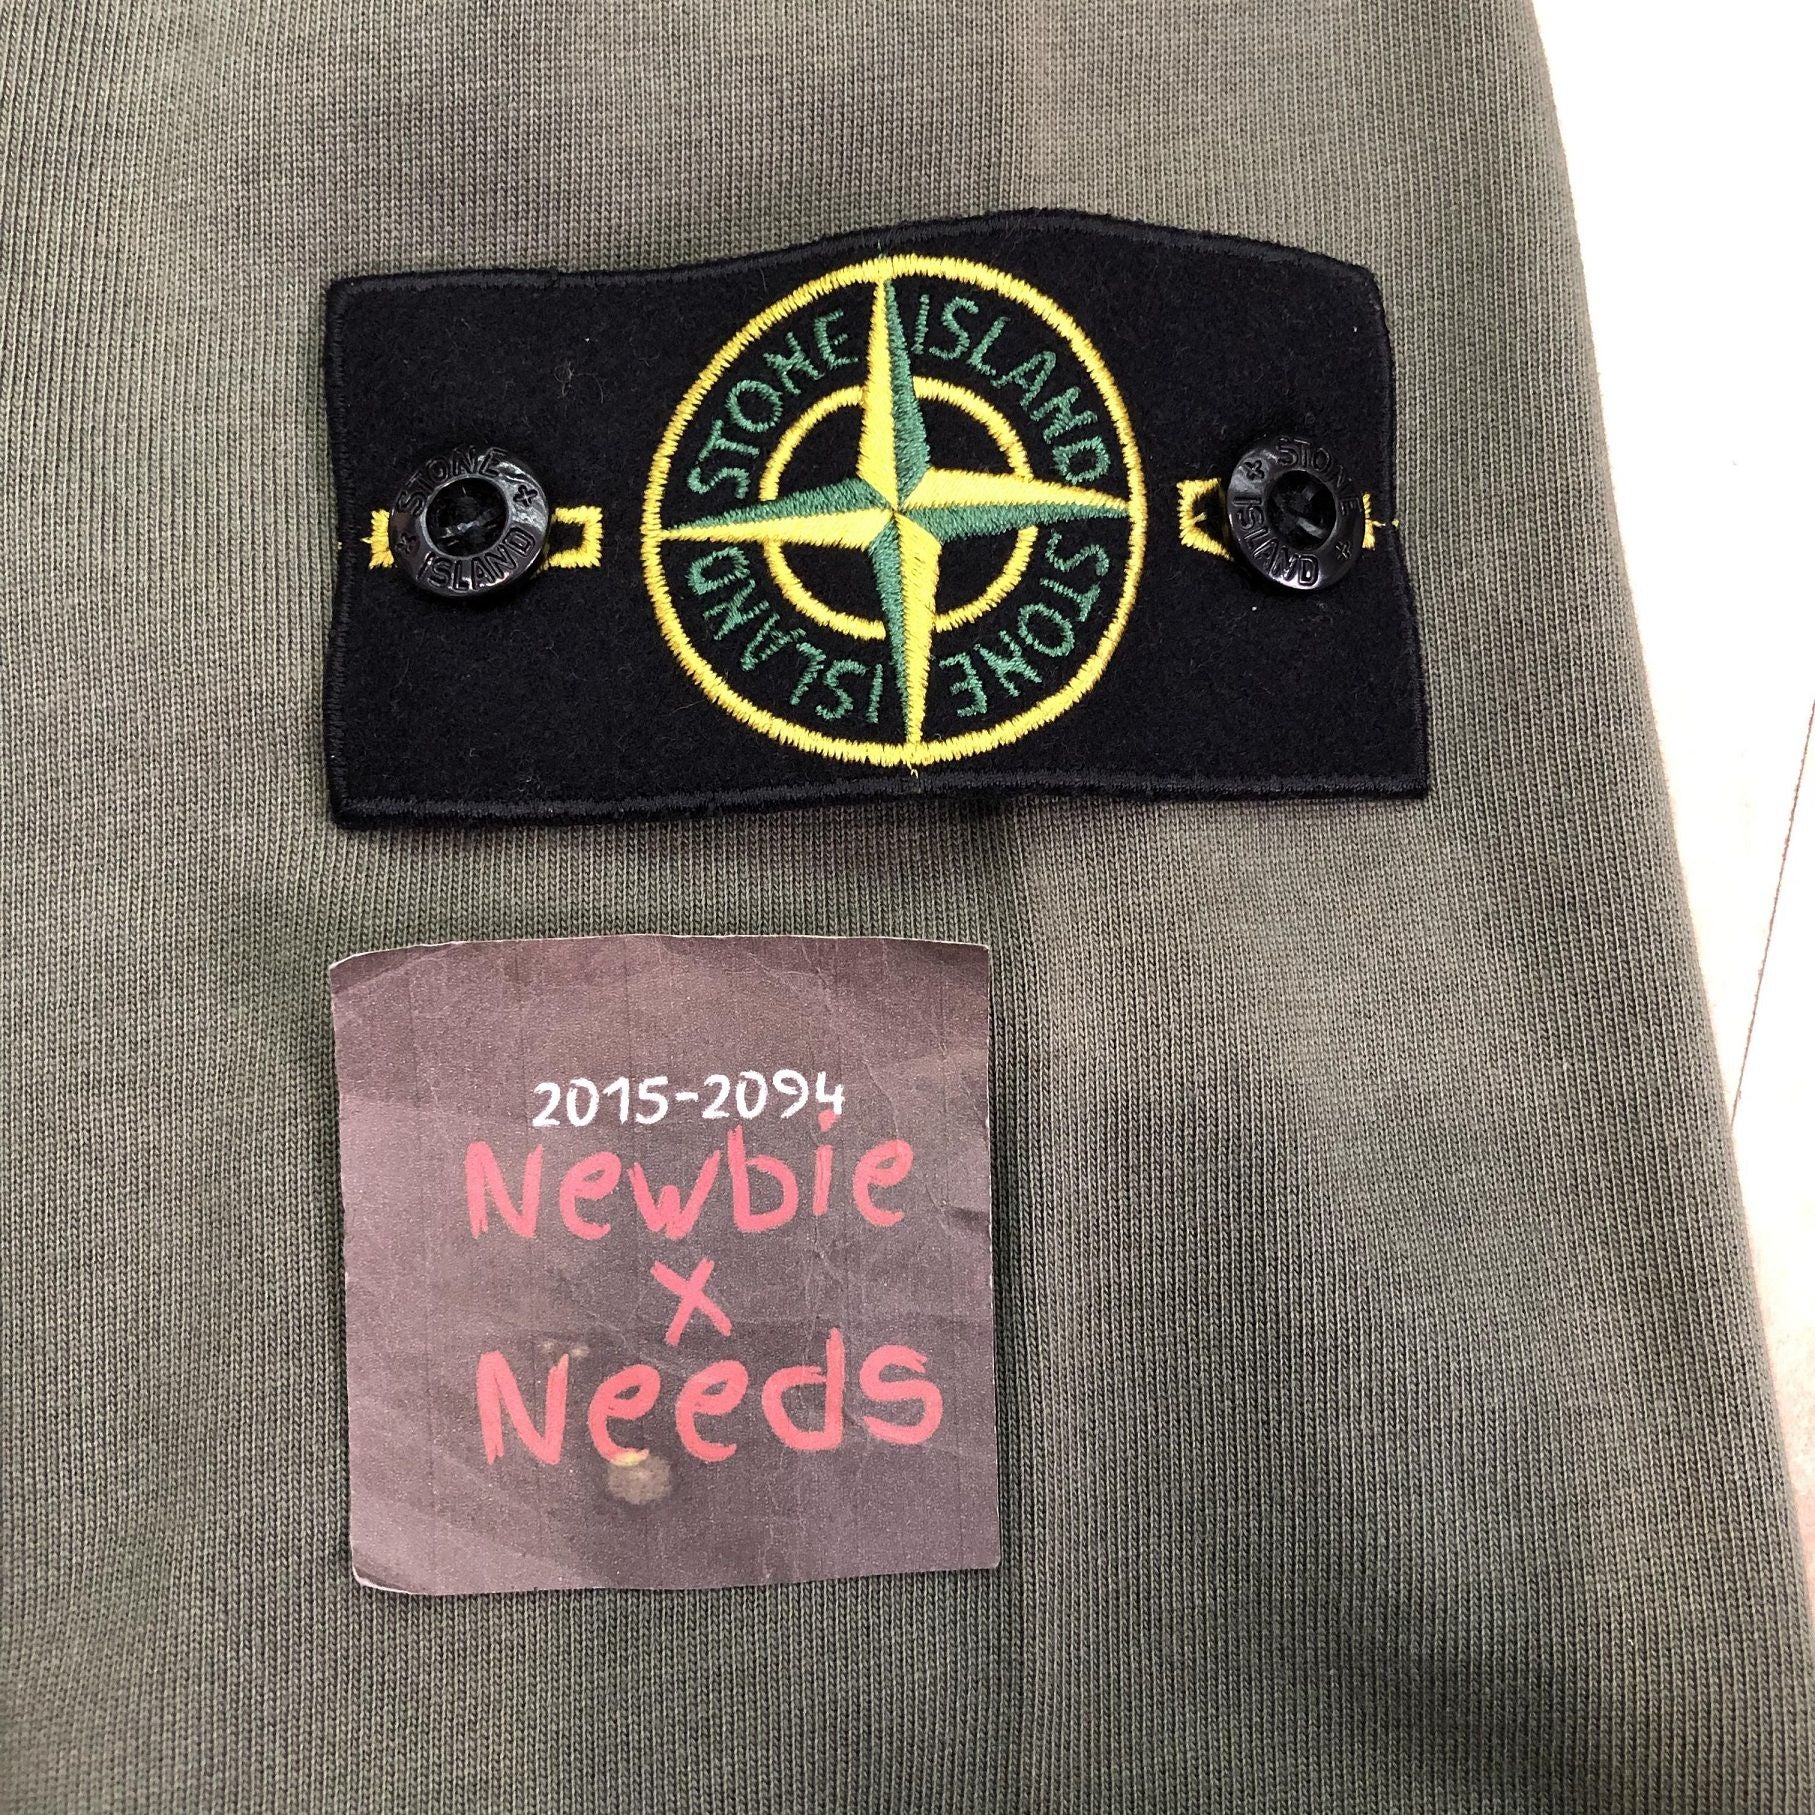 STONE ISLAND
STONE ISLAND
STONE
ISLAND
STONE
ISLAND
2015-2094
Newbie
x
Needs